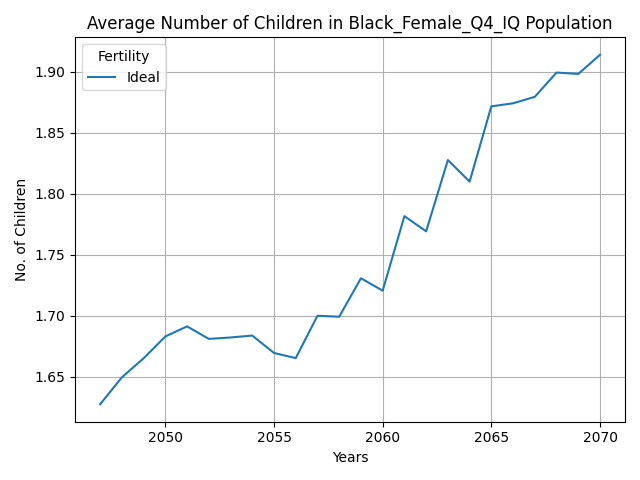 Average Number of Children in Black_Female_Q4_IQ Population
Fertility
Ideal
No. of Children
1.90
1.85
1.80
1.75
1.70
1.65
2050
2055
2060
2065
2070
Years